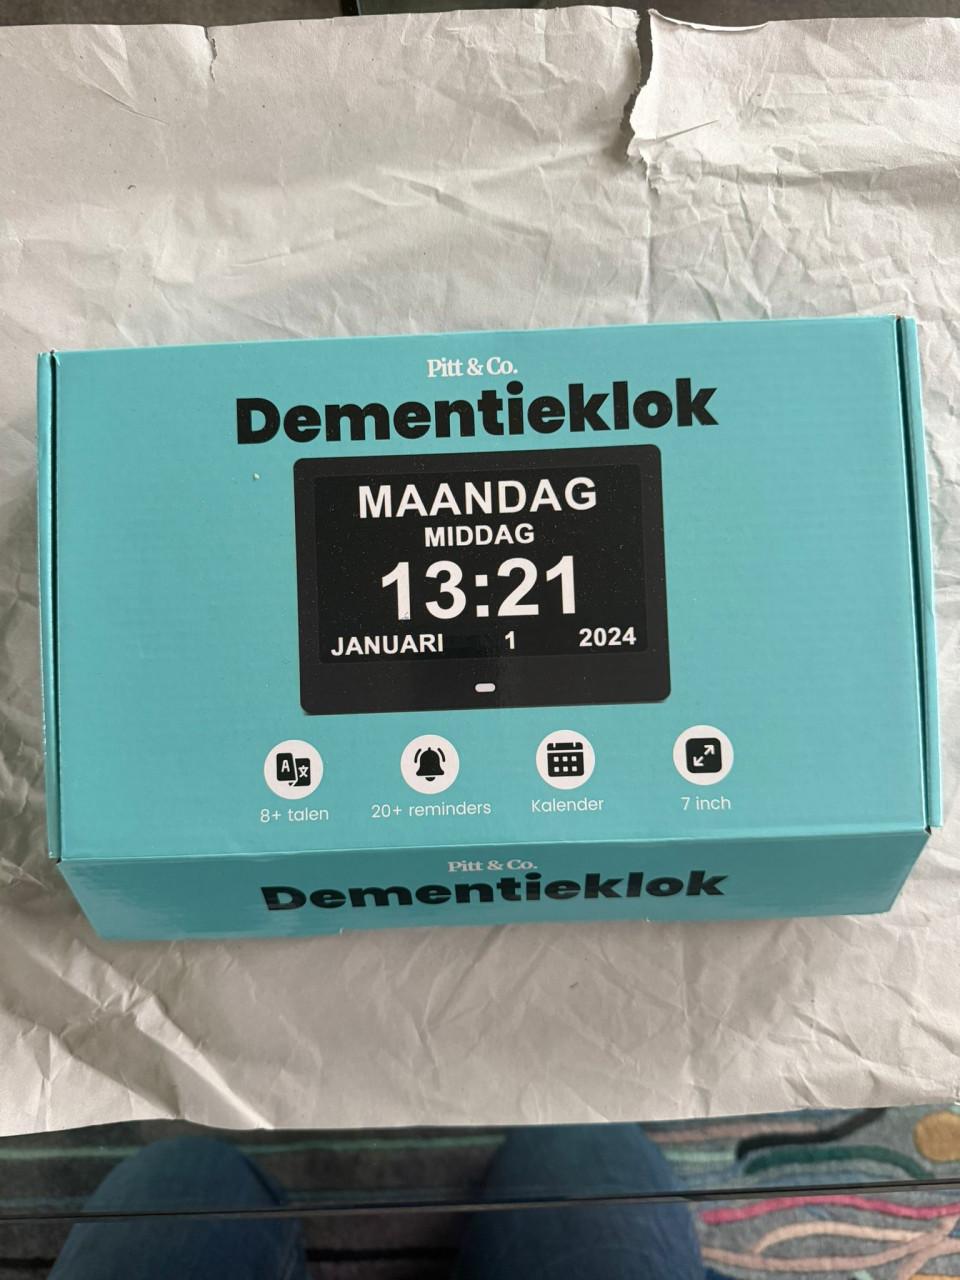 Pitt & Co.
Dementieklok
MAANDAG
MIDDAG
13:21
JANUARI 1 2024
8+ talen
20+ reminders
Kalender
7 inch
Pitt & Co.
Dementieklok